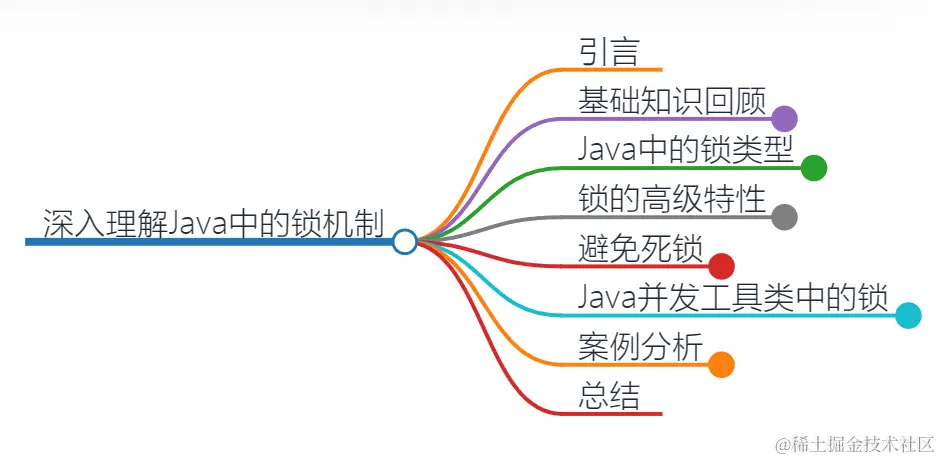 引言
基础知识回顾
Java中的锁类型
锁的高级特性
深入理解Java中的锁机制
避免死锁
Java并发工具类中的锁
案例分析
总结
@稀土掘金技术社区